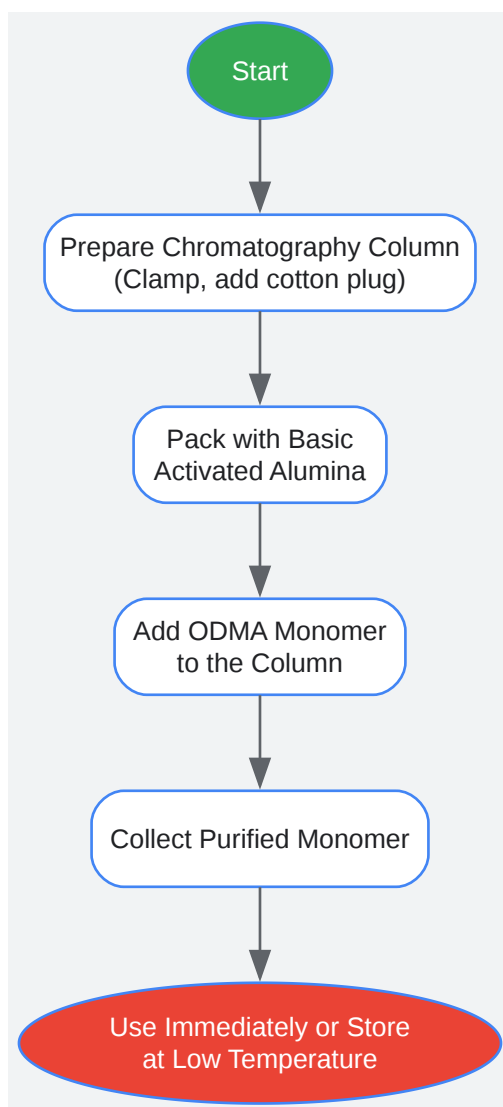 Start
Prepare Chromatography Column
(Clamp, add cotton plug)
Pack with Basic
Activated Alumina
Add ODMA Monomer
to the Column
Collect Purified Monomer
Use Immediately or Store
at Low Temperature